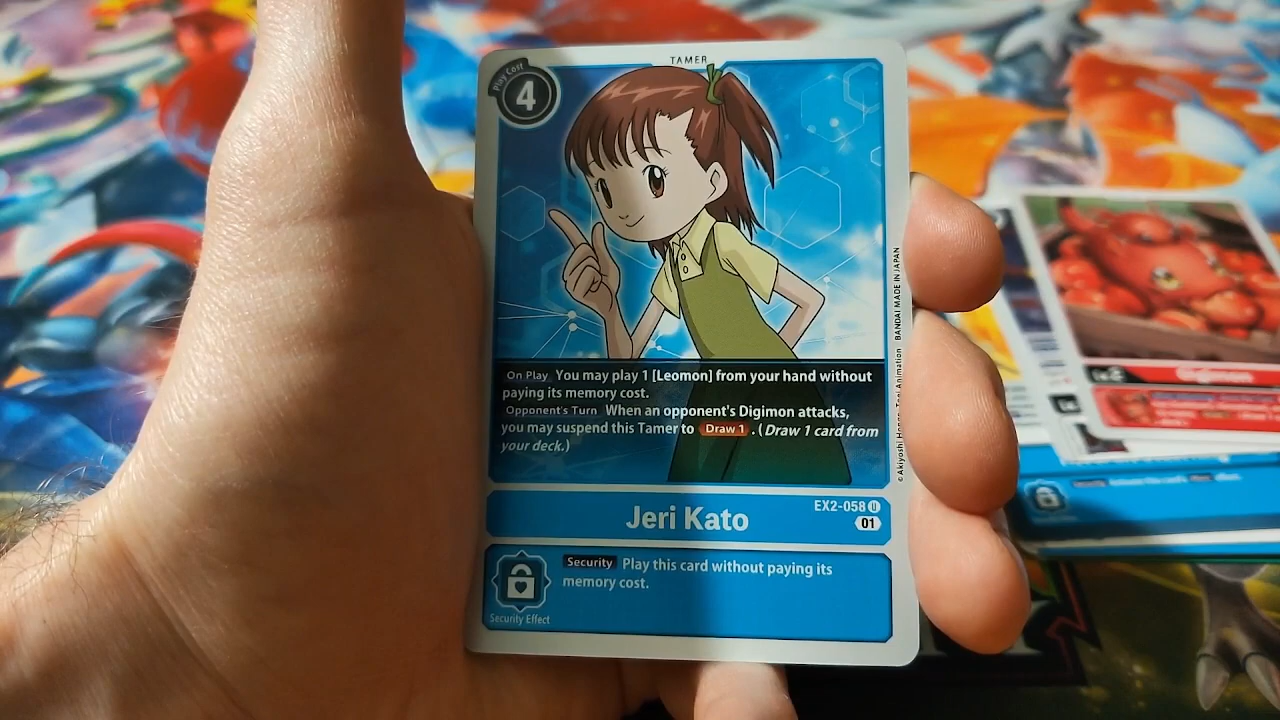 TAMER
Play Cost
4
On Play You may play 1 [Leomon] from your hand without
paying its memory cost.
Opponent's Turn When an opponent's Digimon attacks,
you may suspend this Tamer to Draw 1. (Draw 1 card from
your deck.)
©Akiyoshi Hongo, Toei Animation BANDAI MADE IN JAPAN
Jeri Kato
EX2-058 U
01
Security Play this card without paying its
memory cost.
Security Effect
Digimon